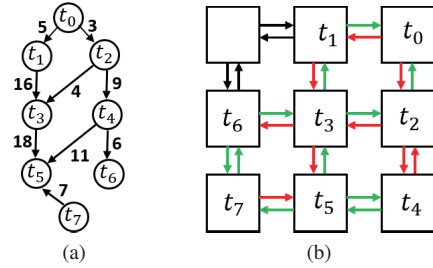 t₀
5 3
t₁ t₂
16 4 9
t₃ t₄
18 11 6
t₅ t₆
7
t₇
(a)
t₁ t₀
t₆ t₃ t₂
t₇ t₅ t₄
(b)